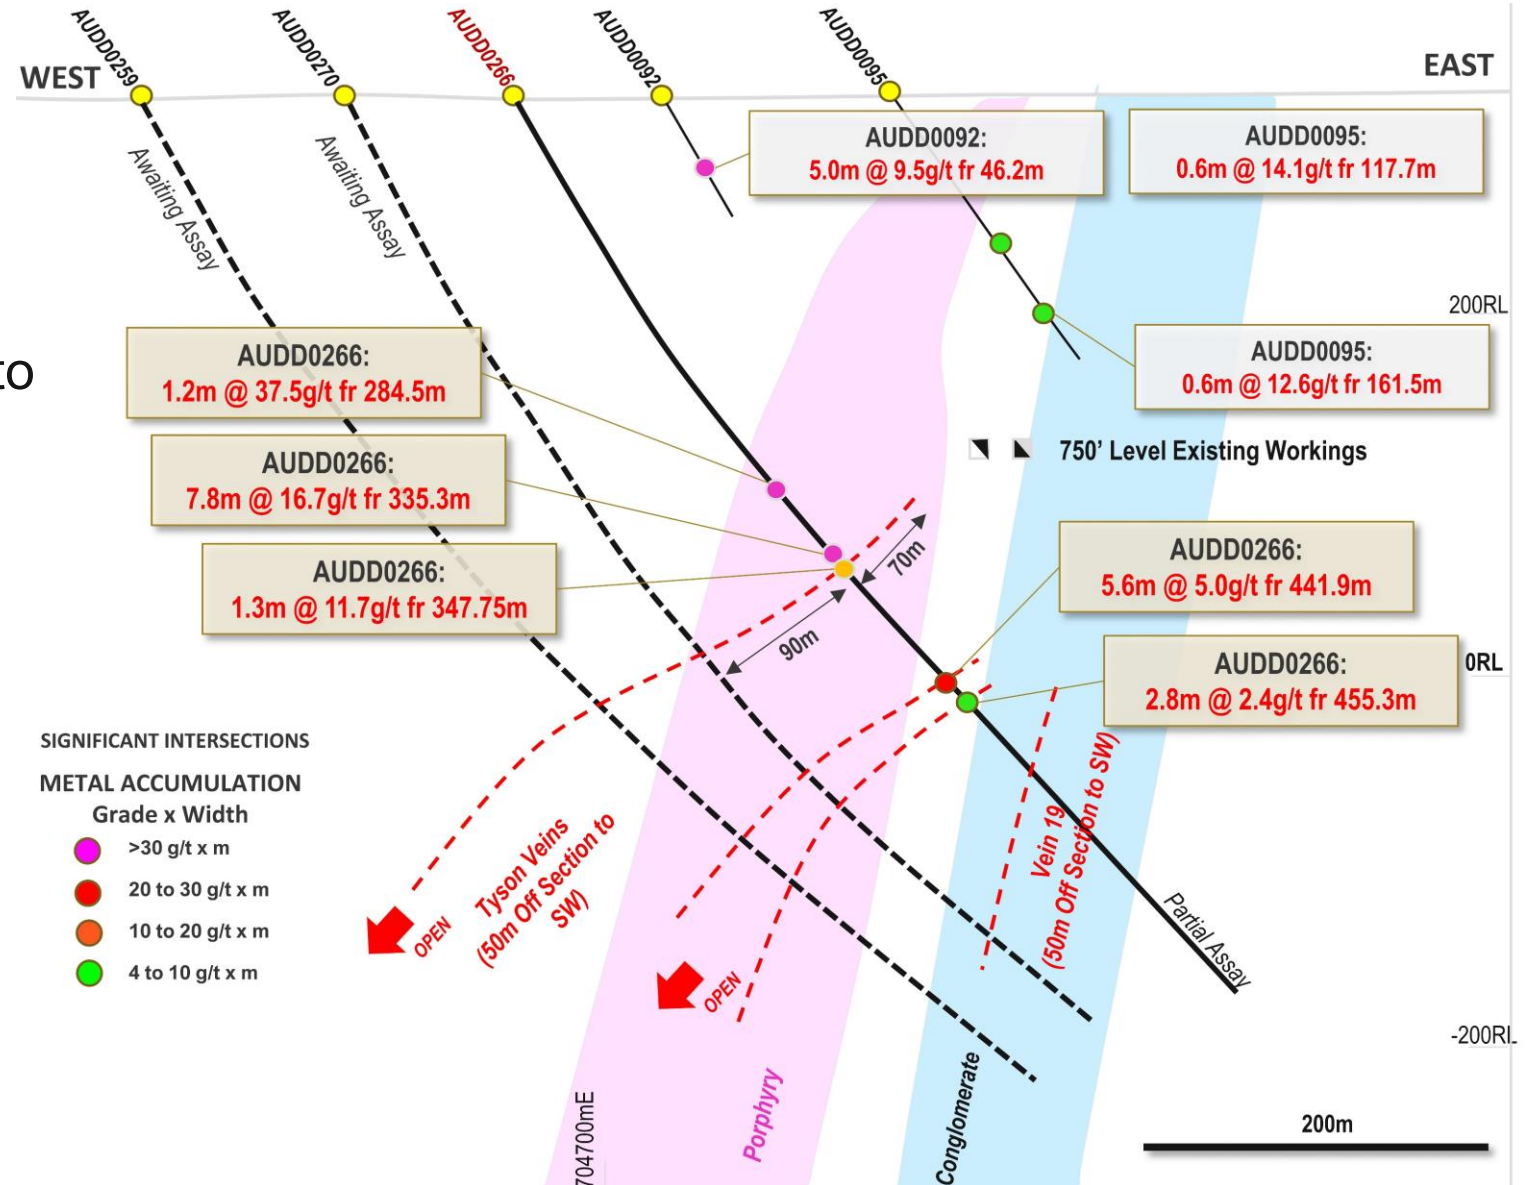 AUDD0259
AUDD0270
AUDD0266
AUDD0092
AUDD0095
WEST
EAST
Awaiting Assay
Awaiting Assay
AUDD0092:
5.0m @ 9.5g/t fr 46.2m
AUDD0095:
0.6m @ 14.1g/t fr 117.7m
200RL
to
AUDD0266:
1.2m @ 37.5g/t fr 284.5m
AUDD0095:
0.6m @ 12.6g/t fr 161.5m
AUDD0266:
7.8m @ 16.7g/t fr 335.3m
750' Level Existing Workings
AUDD0266:
1.3m @ 11.7g/t fr 347.75m
70m
90m
AUDD0266:
5.6m @ 5.0g/t fr 441.9m
0RL
AUDD0266:
2.8m @ 2.4g/t fr 455.3m
SIGNIFICANT INTERSECTIONS
METAL ACCUMULATION
Grade x Width
>30 g/t x m
20 to 30 g/t x m
10 to 20 g/t x m
4 to 10 g/t x m
OPEN
Tyson Veins
(50m Off Section to
SW)
OPEN
Vein 19
(50m Off Section to SW)
Partial Assay
-200RL
Porphyry
Conglomerate
704700mE
200m